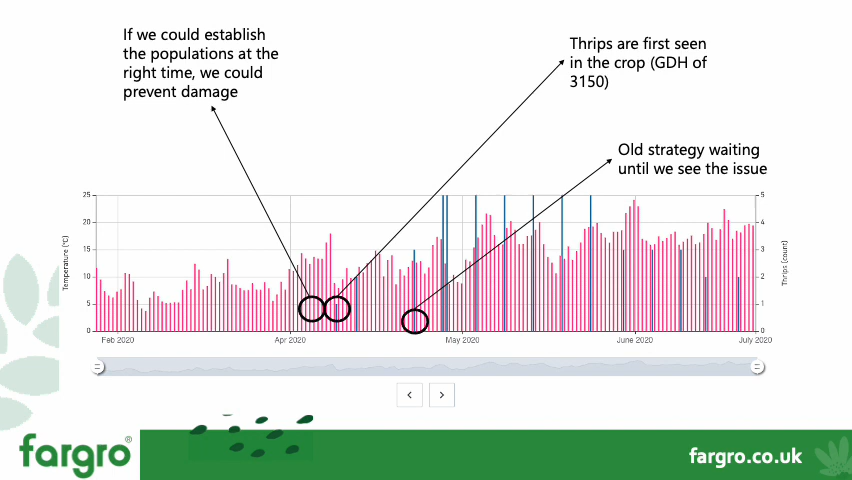 If we could establish
the populations at the
right time, we could
prevent damage
Thrips are first seen
in the crop (GDH of
3150)
Old strategy waiting
until we see the issue
25
20
15
10
5
0
Temperature (°C)
5
4
3
2
1
0
Thrips (count)
Feb 2020
Apr 2020
May 2020
June 2020
July 2020
fargro®
fargro.co.uk